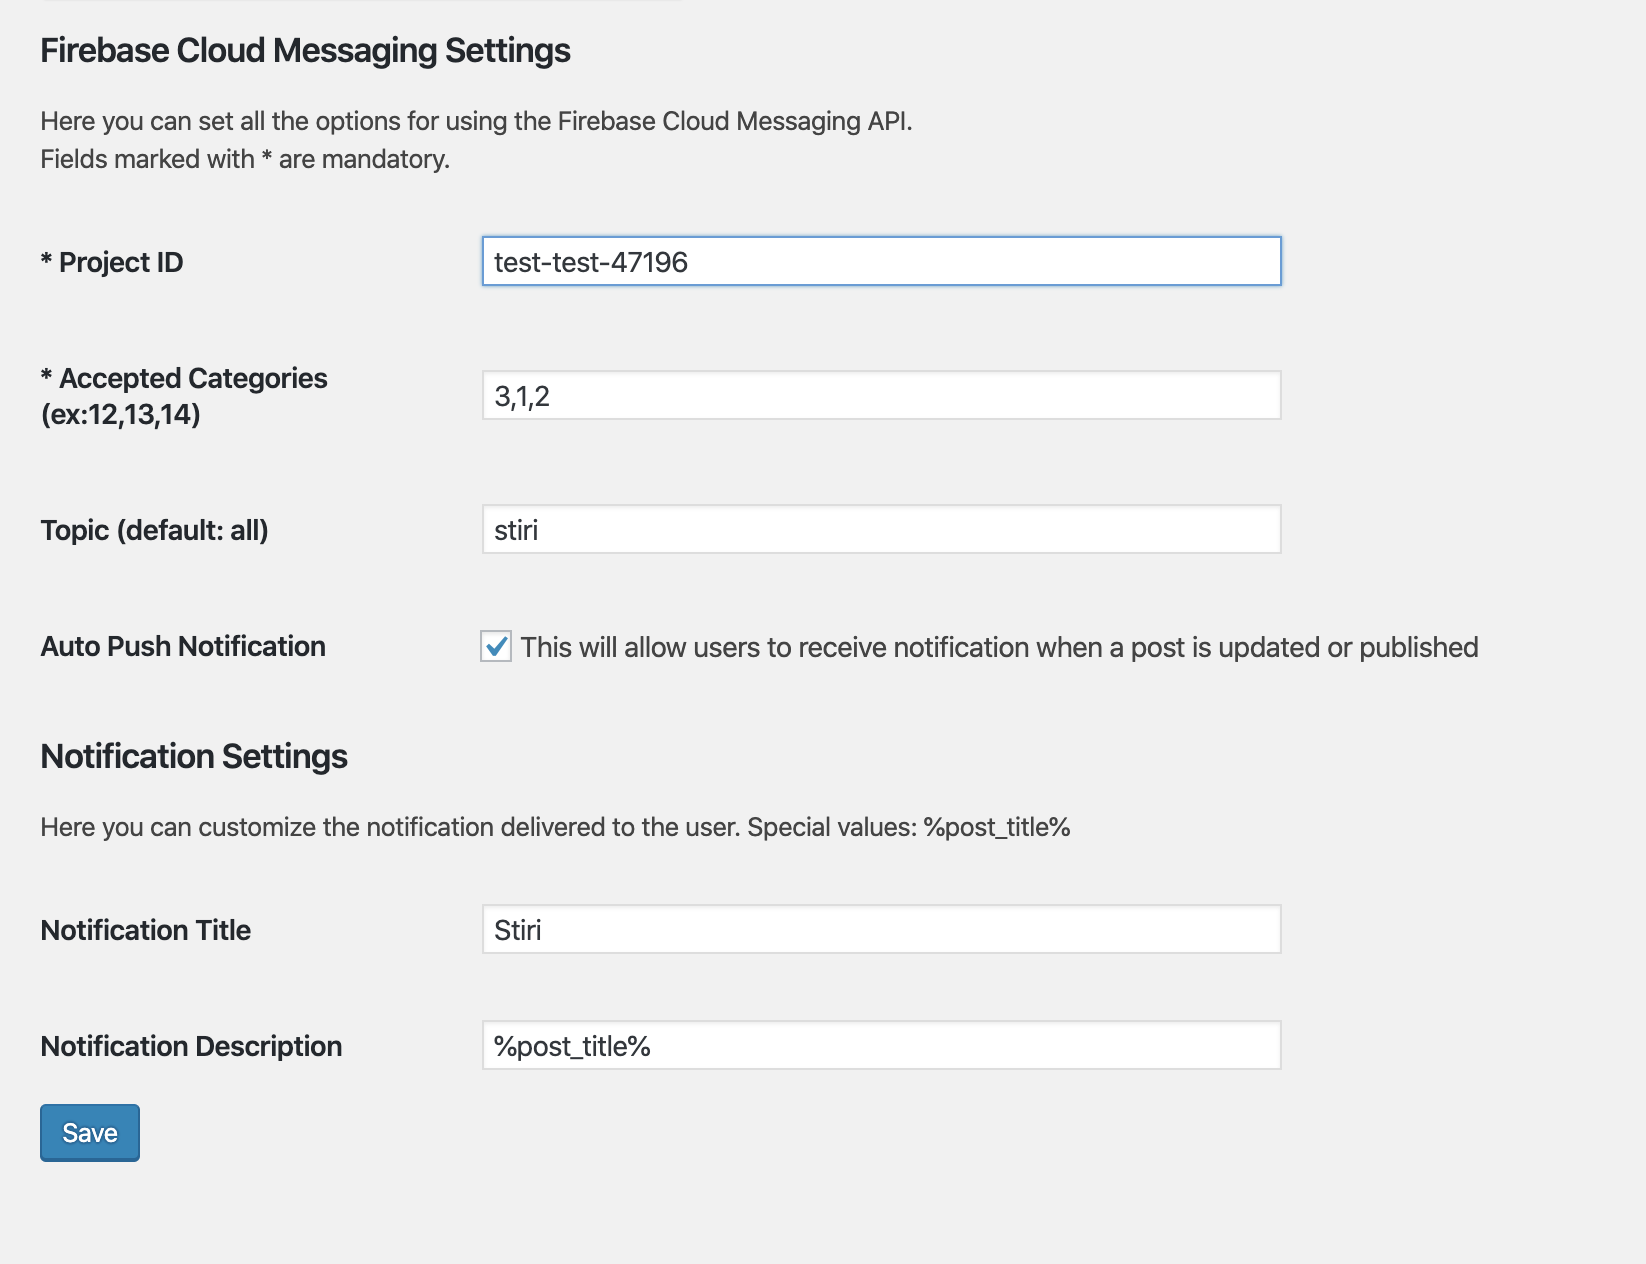 Firebase Cloud Messaging Settings
Here you can set all the options for using the Firebase Cloud Messaging API.
Fields marked with * are mandatory.
* Project ID
test-test-47196
* Accepted Categories
(ex:12,13,14)
3,1,2
Topic (default: all)
stiri
Auto Push Notification
This will allow users to receive notification when a post is updated or published
Notification Settings
Here you can customize the notification delivered to the user. Special values: %post_title%
Notification Title
Stiri
Notification Description
%post_title%
Save